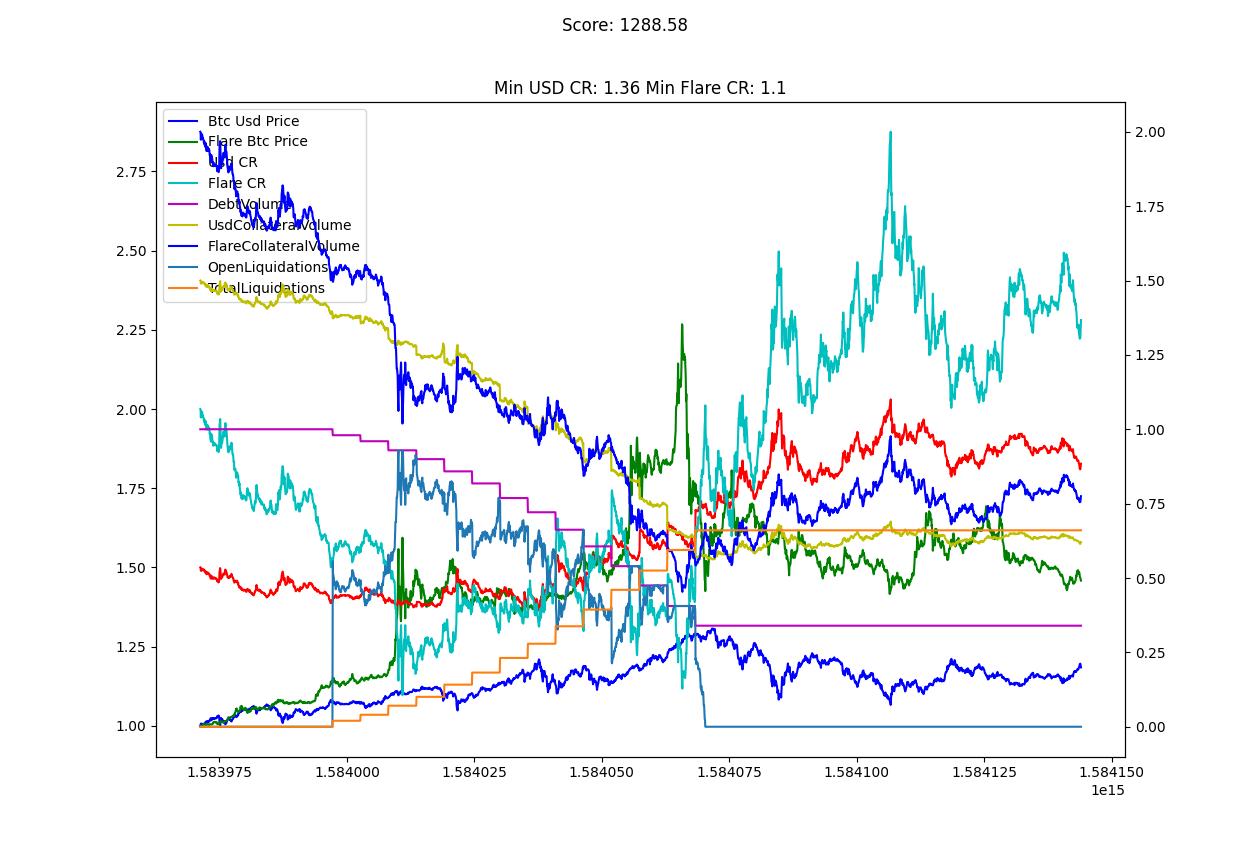 Score: 1288.58
Min USD CR: 1.36 Min Flare CR: 1.1
Btc Usd Price
Flare Btc Price
Usd CR
Flare CR
DebtVolume
UsdCollateralVolume
FlareCollateralVolume
OpenLiquidations
TotalLiquidations
2.75
2.50
2.25
2.00
1.75
1.50
1.25
1.00
2.00
1.75
1.50
1.25
1.00
0.75
0.50
0.25
0.00
1.583975 1.584000 1.584025 1.584050 1.584075 1.584100 1.584125 1.584150
1e15